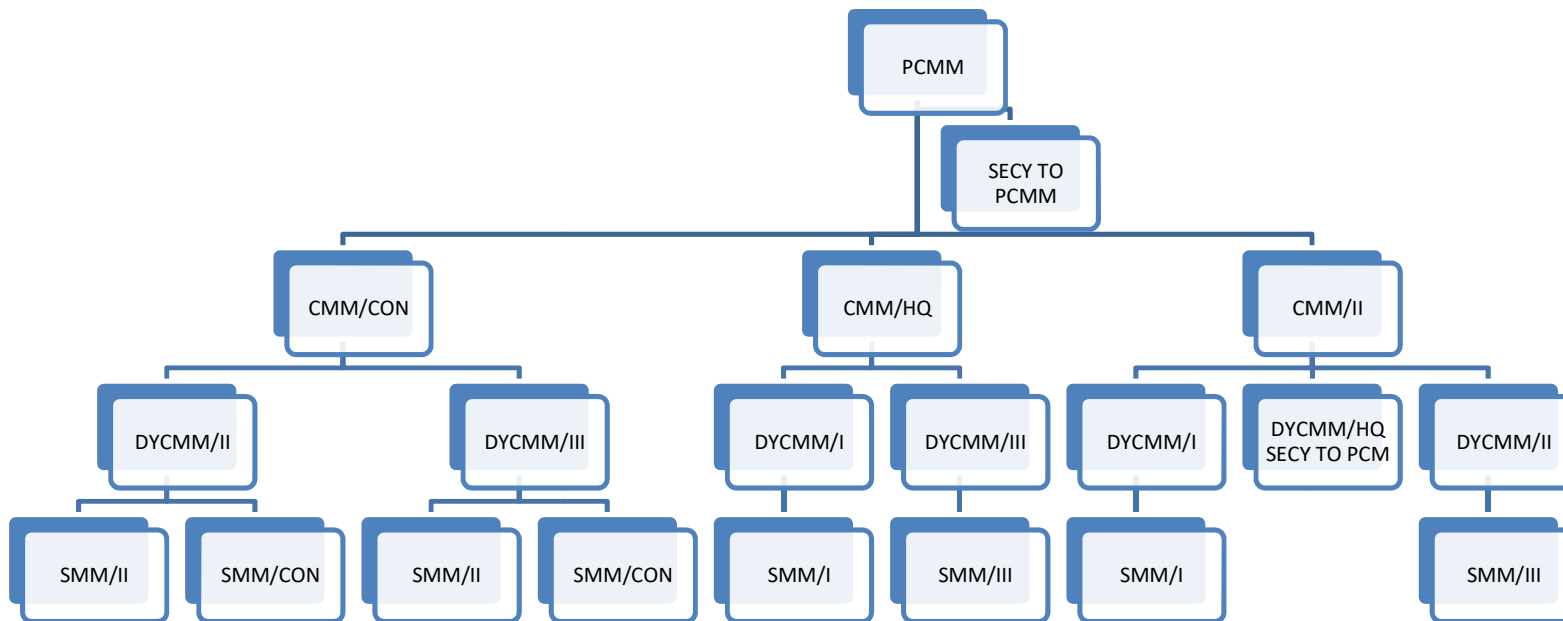 PCMM
SECY TO
PCMM
CMM/CON
CMM/HQ
CMM/II
DYCMM/II
DYCMM/III
DYCMM/I
DYCMM/III
DYCMM/I
DYCMM/HQ
SECY TO PCM
DYCMM/II
SMM/II
SMM/CON
SMM/II
SMM/CON
SMM/I
SMM/III
SMM/I
SMM/III